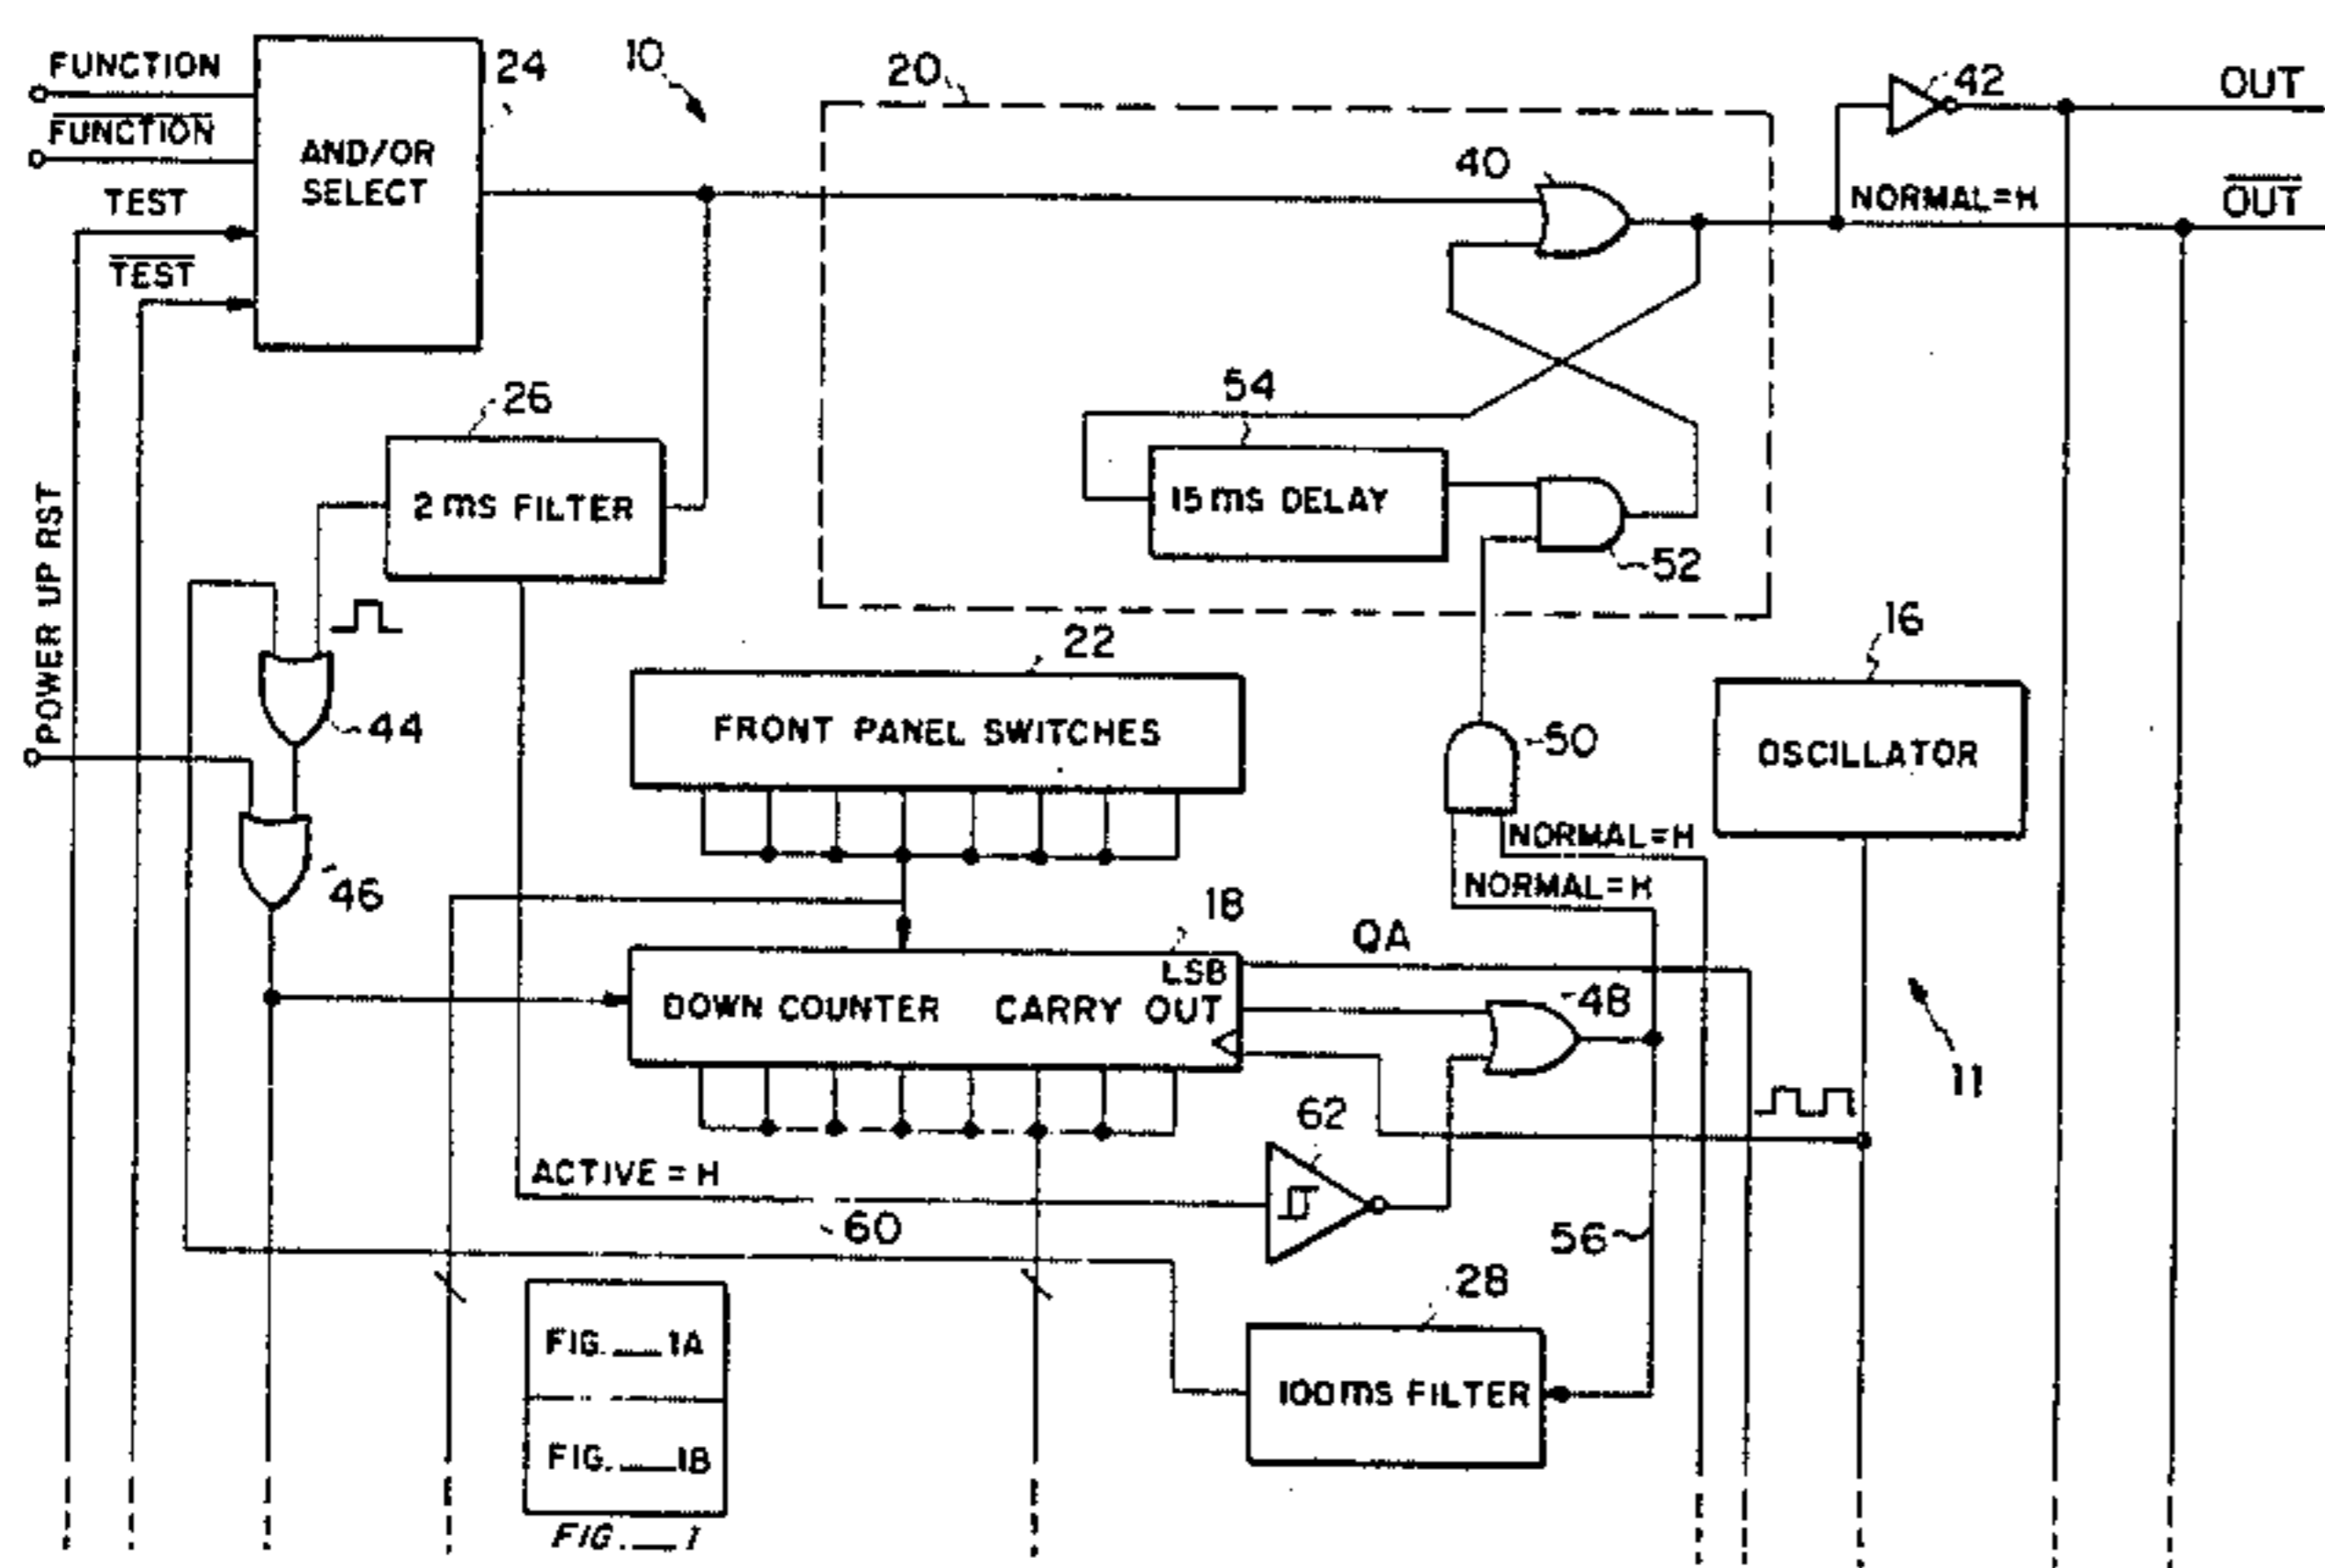 FUNCTION
FUNCTION
TEST
TEST
24
AND/OR
SELECT
10
20
40
42
OUT
NORMAL=H
OUT
26
2 ms FILTER
54
15 ms DELAY
52
POWER UP RST
44
46
22
FRONT PANEL SWITCHES
50
NORMAL=H
NORMAL=H
16
OSCILLATOR
11
18
QA
LSB
DOWN COUNTER CARRY OUT
48
ACTIVE = H
62
60
56
28
100 ms FILTER
FIG. 1A
FIG. 1B
FIG. 1